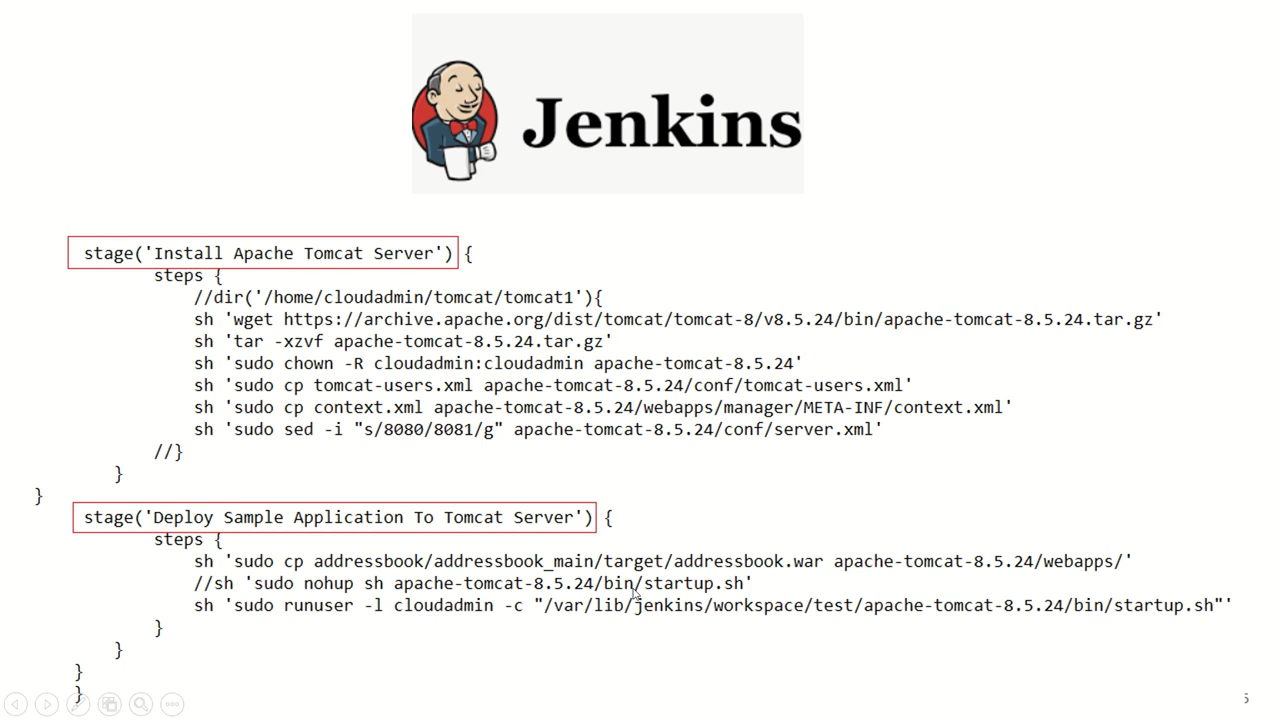 Jenkins
stage('Install Apache Tomcat Server') {
steps {
//dir('/home/cloudadmin/tomcat/tomcat1'){
sh 'wget https://archive.apache.org/dist/tomcat/tomcat-8/v8.5.24/bin/apache-tomcat-8.5.24.tar.gz'
sh 'tar -xzvf apache-tomcat-8.5.24.tar.gz'
sh 'sudo chown -R cloudadmin:cloudadmin apache-tomcat-8.5.24'
sh 'sudo cp tomcat-users.xml apache-tomcat-8.5.24/conf/tomcat-users.xml'
sh 'sudo cp context.xml apache-tomcat-8.5.24/webapps/manager/META-INF/context.xml'
sh 'sudo sed -i "s/8080/8081/g" apache-tomcat-8.5.24/conf/server.xml'
//}
}
}
stage('Deploy Sample Application To Tomcat Server') {
steps {
sh 'sudo cp addressbook/addressbook_main/target/addressbook.war apache-tomcat-8.5.24/webapps/'
//sh 'sudo nohup sh apache-tomcat-8.5.24/bin/startup.sh'
sh 'sudo runuser -l cloudadmin -c "/var/lib/jenkins/workspace/test/apache-tomcat-8.5.24/bin/startup.sh"'
}
}
}
}